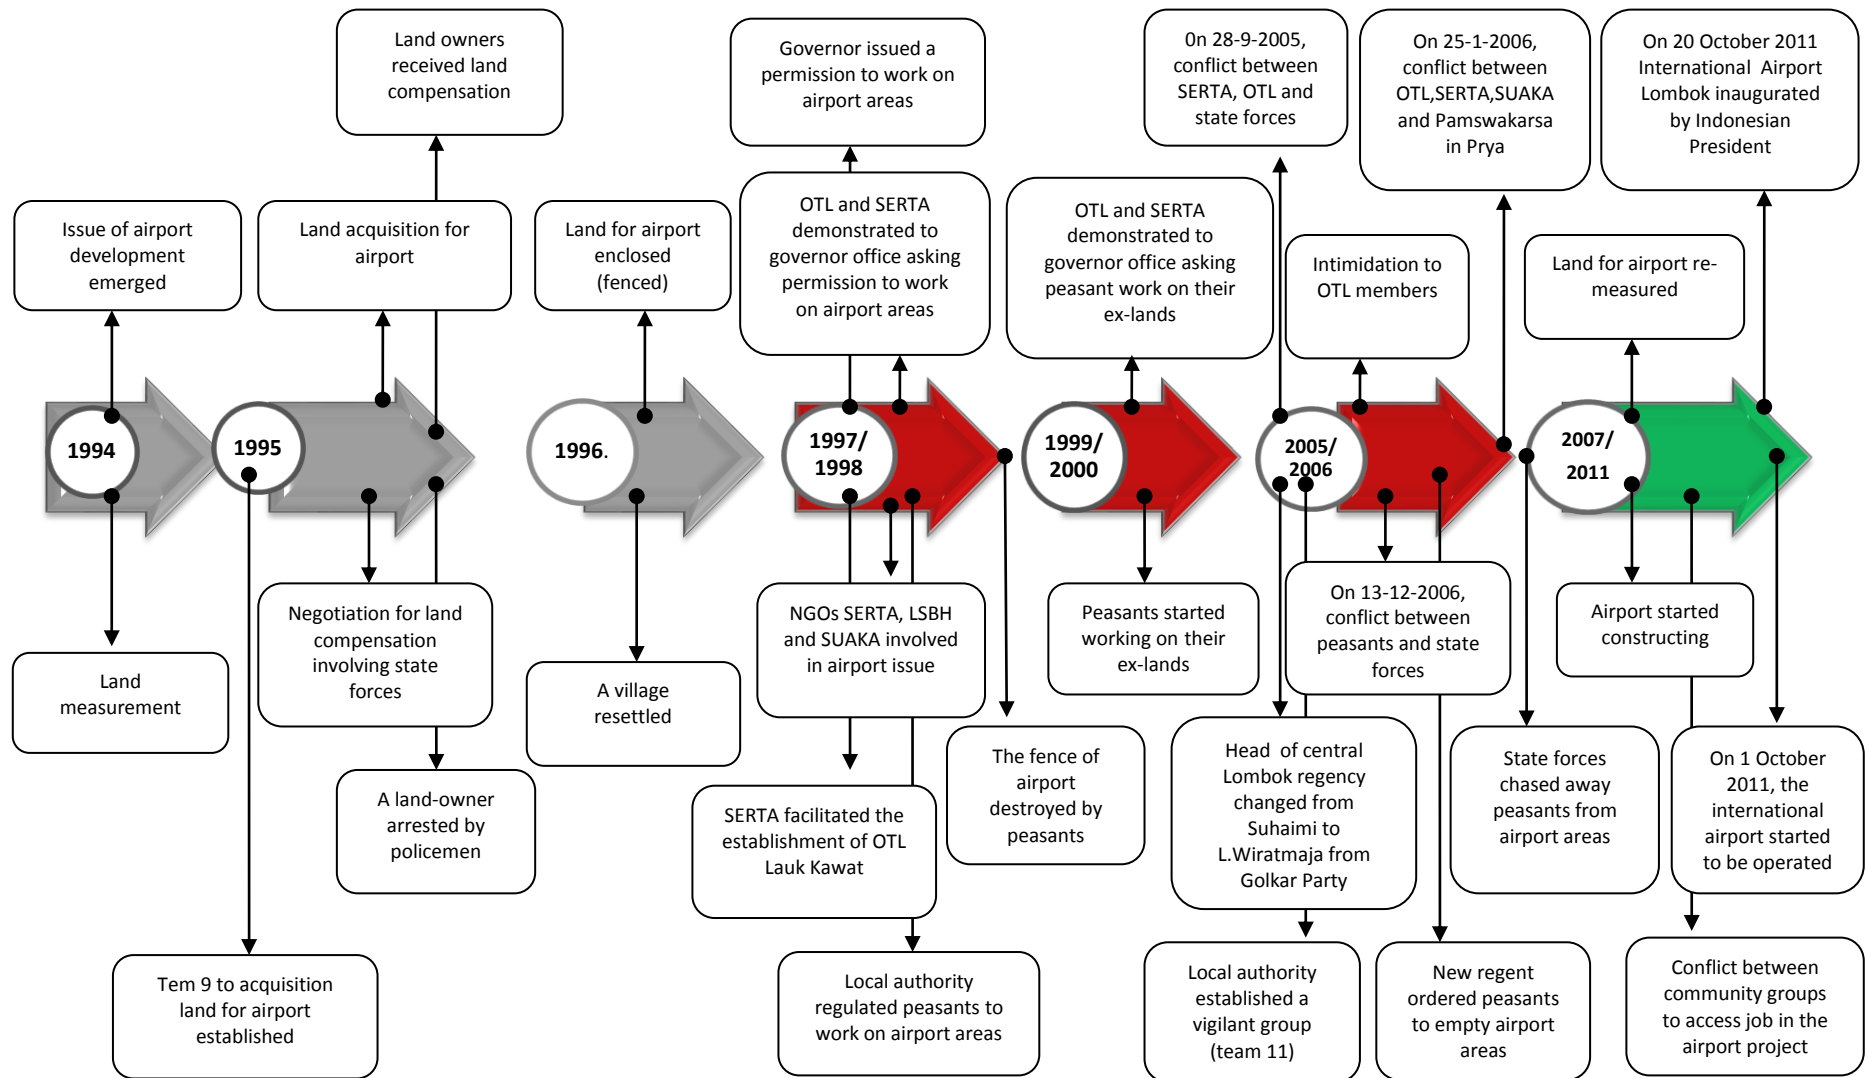 Land owners
received land
compensation
Governor issued a
permission to work on
airport areas
0n 28-9-2005,
conflict between
SERTA, OTL and
state forces
On 25-1-2006,
conflict between
OTL,SERTA,SUAKA
and Pamswakarsa
in Prya
On 20 October 2011
International Airport
Lombok inaugurated
by Indonesian
President
Issue of airport
development
emerged
Land acquisition for
airport
Land for airport
enclosed
(fenced)
OTL and SERTA
demonstrated to
governor office asking
permission to work
on airport areas
OTL and SERTA
demonstrated to
governor office asking
peasant work on their
ex-lands
Intimidation to
OTL members
Land for airport re-
measured
1994
1995
1996.
1997/
1998
1999/
2000
2005/
2006
2007/
2011
Land
measurement
Negotiation for land
compensation
involving state
forces
A village
resettled
NGOs SERTA, LSBH
and SUAKA involved
in airport issue
Peasants started
working on their
ex-lands
On 13-12-2006,
conflict between
peasants and state
forces
Airport started
constructing
A land-owner
arrested by
policemen
SERTA facilitated the
establishment of OTL
Lauk Kawat
The fence of
airport
destroyed by
peasants
Head of central
Lombok regency
changed from
Suhaimi to
L.Wiratmaja from
Golkar Party
State forces
chased away
peasants from
airport areas
On 1 October
2011, the
international
airport started
to be operated
Tem 9 to acquisition
land for airport
established
Local authority
regulated peasants to
work on airport areas
Local authority
established a
vigilant group
(team 11)
New regent
ordered peasants
to empty airport
areas
Conflict between
community groups
to access job in the
airport project